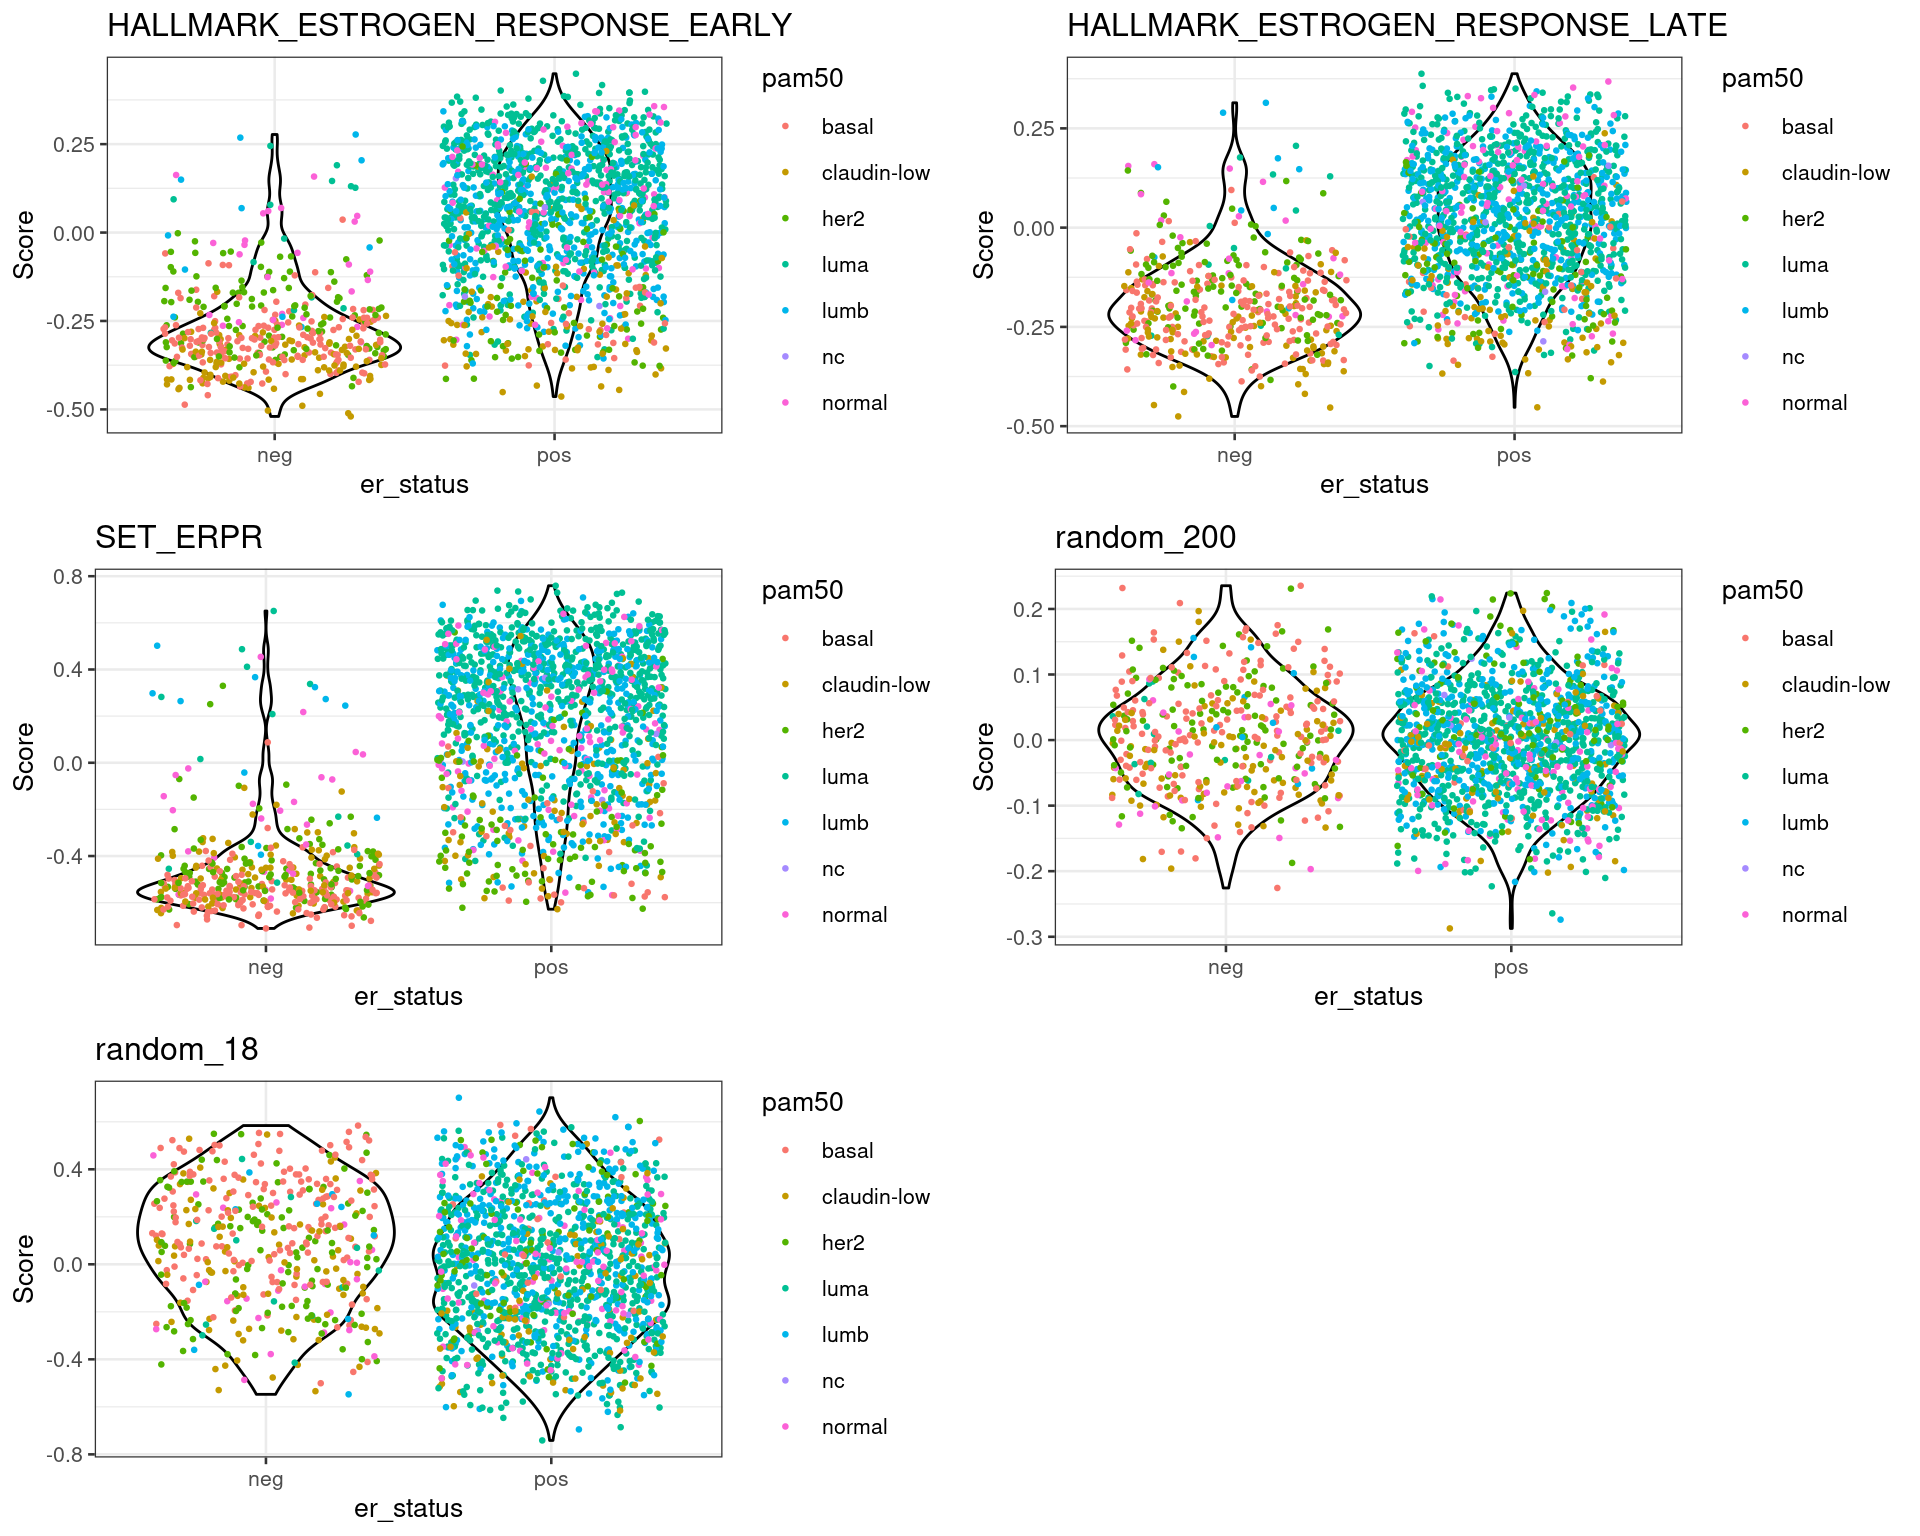 HALLMARK_ESTROGEN_RESPONSE_EARLY
Score
0.25
0.00
-0.25
-0.50
neg
pos
er_status
pam50
basal
claudin-low
her2
luma
lumb
nc
normal
HALLMARK_ESTROGEN_RESPONSE_LATE
Score
0.25
0.00
-0.25
-0.50
neg
pos
er_status
pam50
basal
claudin-low
her2
luma
lumb
nc
normal
SET_ERPR
Score
0.8
0.4
0.0
-0.4
neg
pos
er_status
pam50
basal
claudin-low
her2
luma
lumb
nc
normal
random_200
Score
0.2
0.1
0.0
-0.1
-0.2
-0.3
neg
pos
er_status
pam50
basal
claudin-low
her2
luma
lumb
nc
normal
random_18
Score
0.4
0.0
-0.4
-0.8
neg
pos
er_status
pam50
basal
claudin-low
her2
luma
lumb
nc
normal